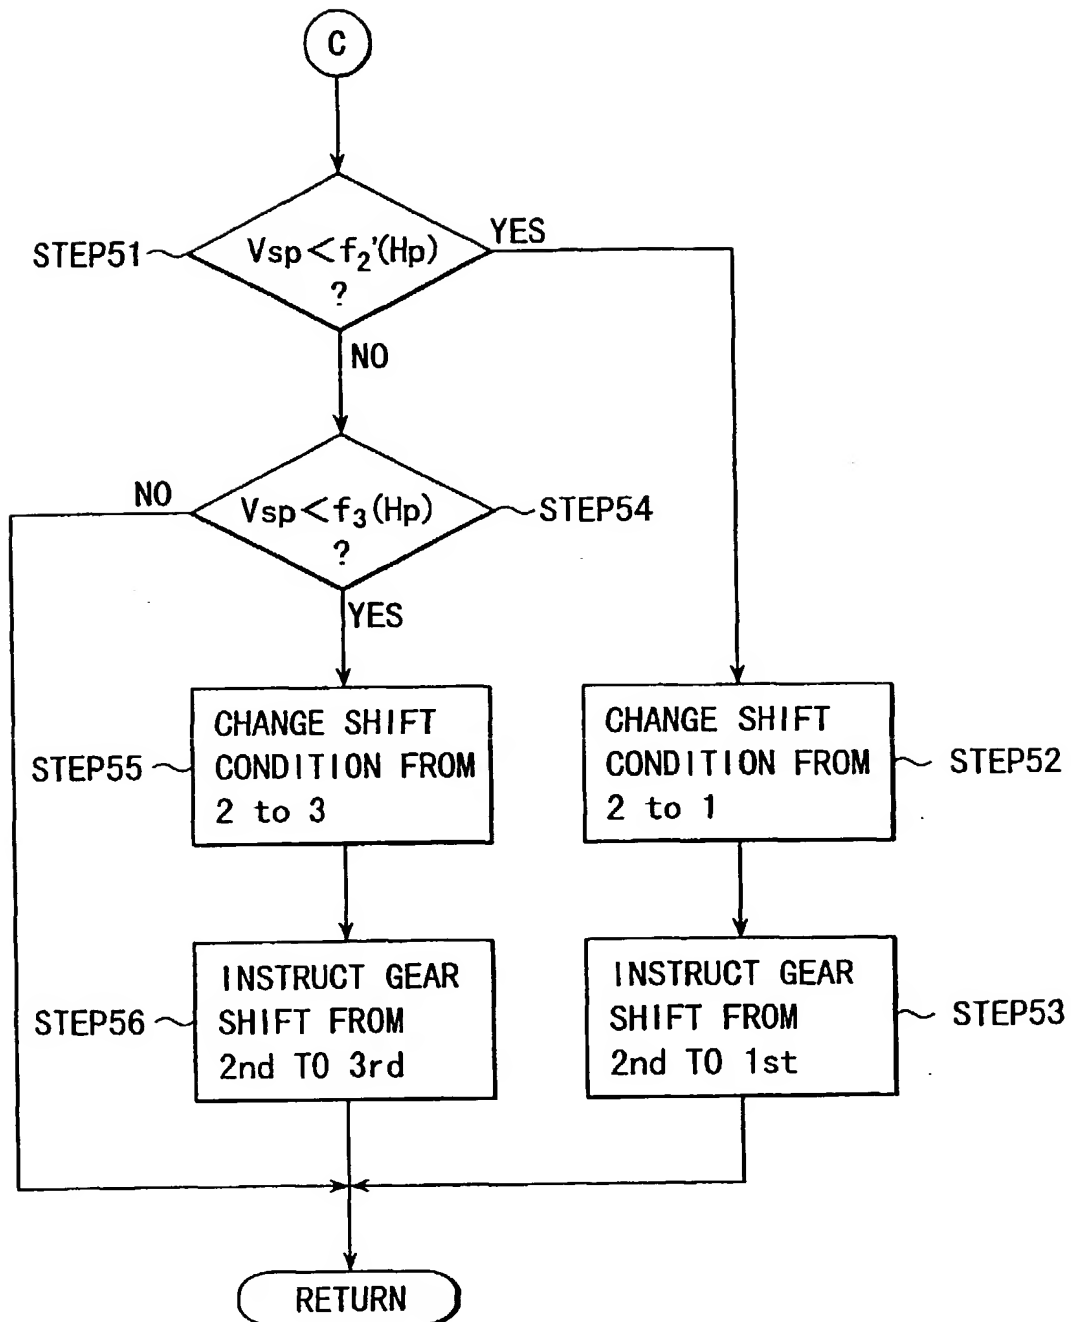 C
STEP51
Vsp<f₂'(Hp)
?
YES
NO
NO
Vsp<f₃(Hp)
?
STEP54
YES
STEP55
CHANGE SHIFT
CONDITION FROM
2 to 3
CHANGE SHIFT
CONDITION FROM
2 to 1
STEP52
STEP56
INSTRUCT GEAR
SHIFT FROM
2nd TO 3rd
INSTRUCT GEAR
SHIFT FROM
2nd TO 1st
STEP53
RETURN